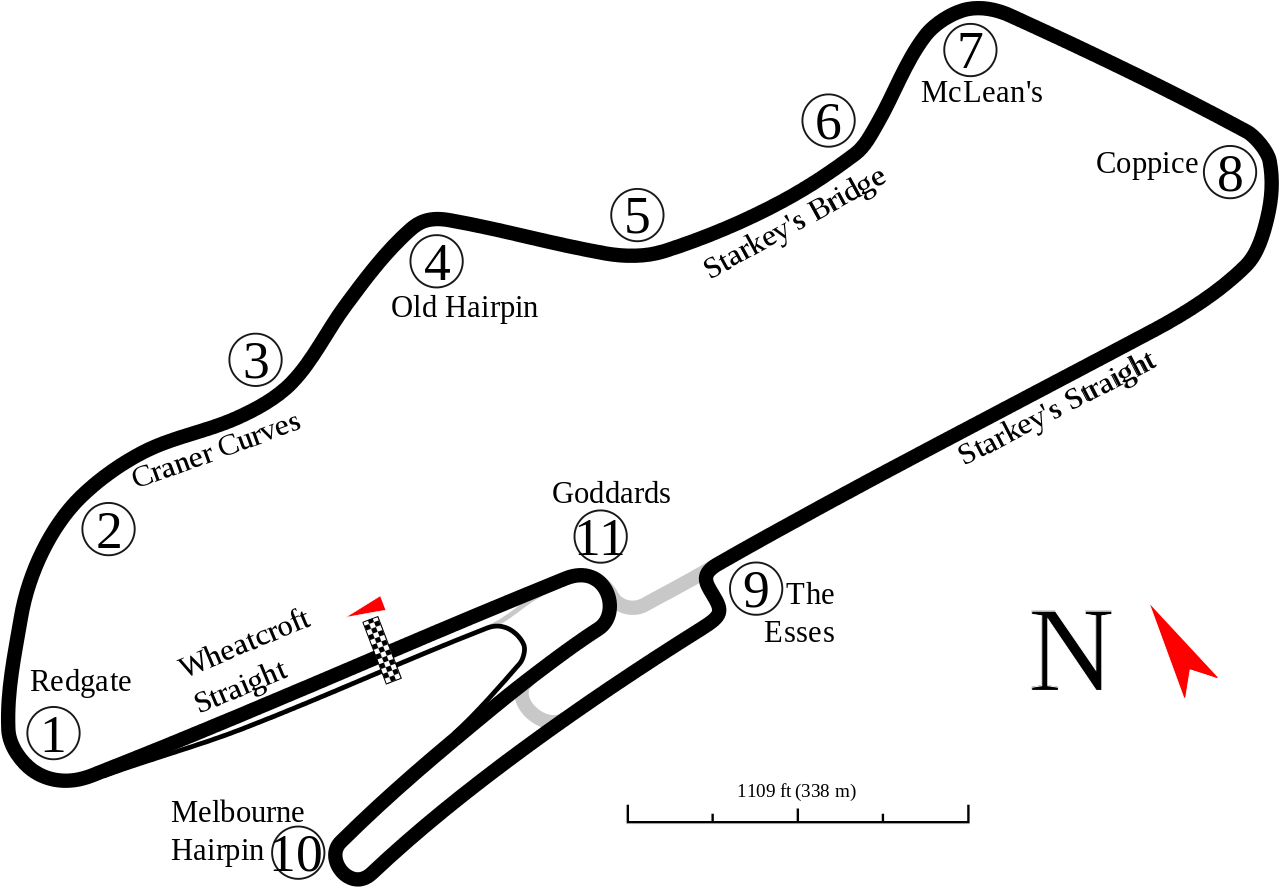 7
McLean's
6
Coppice
8
5
Starkey's Bridge
4
Old Hairpin
3
Craner Curves
Starkey's Straight
2
Goddards
11
9
The
Esses
Wheatcroft
Straight
Redgate
1
N
1109 ft (338 m)
Melbourne
Hairpin
10